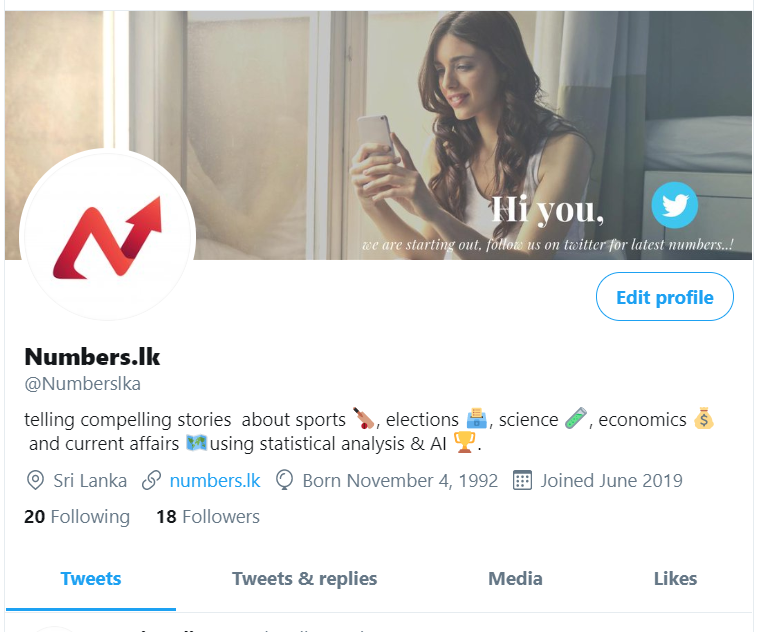 Hi you,
we are starting out, follow us on twitter for latest numbers..!
Edit profile
Numbers.lk
@Numberslka
telling compelling stories about sports 🏏, elections 🗳️, science 🧪, economics 💰
and current affairs 🗺️using statistical analysis & AI 🏆.
Sri Lanka numbers.lk Born November 4, 1992 Joined June 2019
20 Following 18 Followers
Tweets Tweets & replies Media Likes